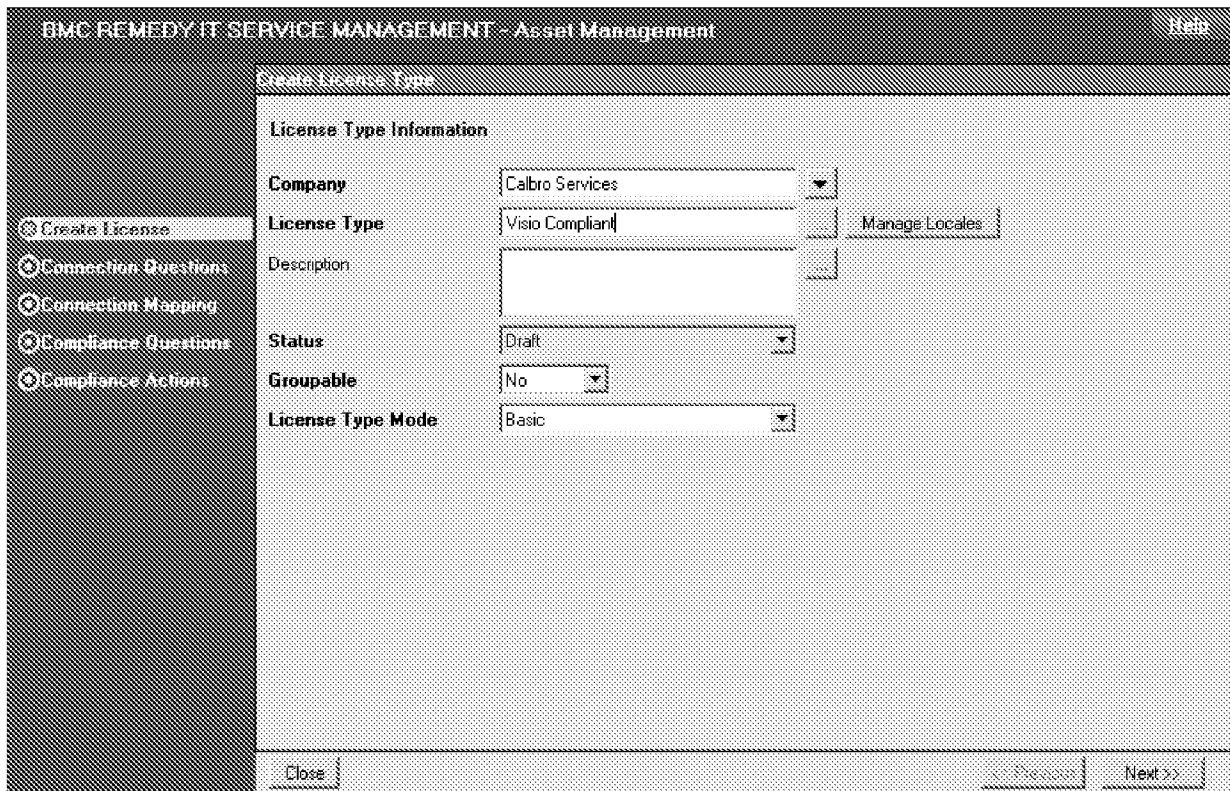 BMC REMEDY IT SERVICE MANAGEMENT - Asset Management
Help
Create License Type
Create License
Connection Questions
Connection Mapping
Compliance Questions
Compliance Actions
License Type Information
Company Calbro Services
License Type Visio Compliant ... Manage Locales
Description ...
Status Draft
Groupable No
License Type Mode Basic
Close << Previous Next >>